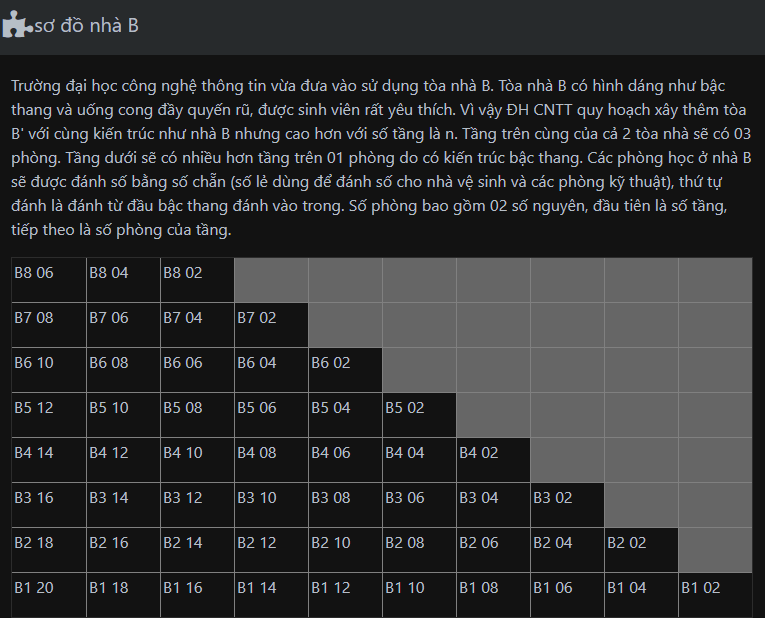 sơ đồ nhà B
Trường đại học công nghệ thông tin vừa đưa vào sử dụng tòa nhà B. Tòa nhà B có hình dáng như bậc
thang và uống cong đầy quyến rũ, được sinh viên rất yêu thích. Vì vậy ĐH CNTT quy hoạch xây thêm tòa
B' với cùng kiến trúc như nhà B nhưng cao hơn với số tầng là n. Tầng trên cùng của cả 2 tòa nhà sẽ có 03
phòng. Tầng dưới sẽ có nhiều hơn tầng trên 01 phòng do có kiến trúc bậc thang. Các phòng học ở nhà B
sẽ được đánh số bằng số chẵn (số lẻ dùng để đánh số cho nhà vệ sinh và các phòng kỹ thuật), thứ tự
đánh là đánh từ đầu bậc thang đánh vào trong. Số phòng bao gồm 02 số nguyên, đầu tiên là số tầng,
tiếp theo là số phòng của tầng.
B8 06 B8 04 B8 02
B7 08 B7 06 B7 04 B7 02
B6 10 B6 08 B6 06 B6 04 B6 02
B5 12 B5 10 B5 08 B5 06 B5 04 B5 02
B4 14 B4 12 B4 10 B4 08 B4 06 B4 04 B4 02
B3 16 B3 14 B3 12 B3 10 B3 08 B3 06 B3 04 B3 02
B2 18 B2 16 B2 14 B2 12 B2 10 B2 08 B2 06 B2 04 B2 02
B1 20 B1 18 B1 16 B1 14 B1 12 B1 10 B1 08 B1 06 B1 04 B1 02